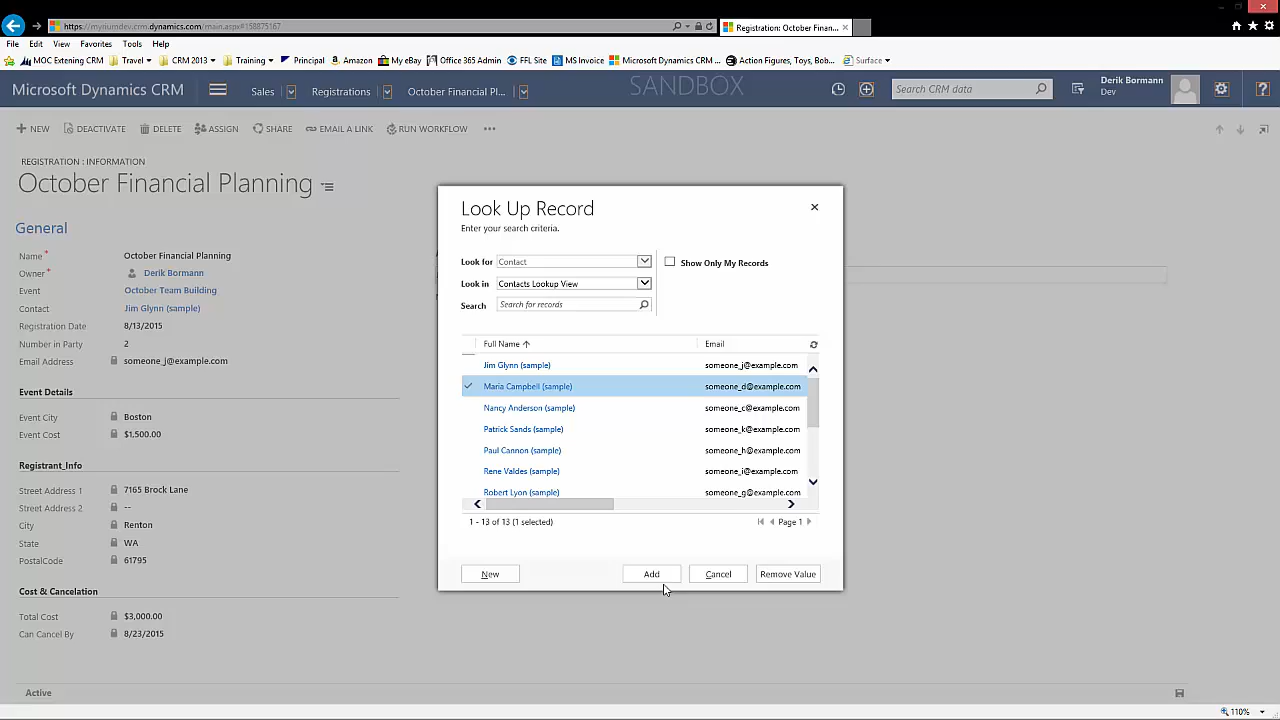 https://mynumdev.crm.dynamics.com/main.aspx#158875167
Registration: October Finan...
File Edit View Favorites Tools Help
MOC Extening CRM Travel CRM 2013 Training Principal Amazon My eBay Office 365 Admin FFL Site MS Invoice Microsoft Dynamics CRM ... Action Figures, Toys, Bob... Surface
Microsoft Dynamics CRM Sales Registrations October Financial Pl... SANDBOX Search CRM data Derik Bormann
Dev
NEW DEACTIVATE DELETE ASSIGN SHARE EMAIL A LINK RUN WORKFLOW ...
REGISTRATION : INFORMATION
October Financial Planning
General
Name * October Financial Planning
Owner * Derik Bormann
Event October Team Building
Contact Jim Glynn (sample)
Registration Date 8/13/2015
Number in Party 2
Email Address someone_j@example.com
Event Details
Event City Boston
Event Cost $1,500.00
Registrant_Info
Street Address 1 7165 Brock Lane
Street Address 2 --
City Renton
State WA
PostalCode 61795
Cost & Cancelation
Total Cost $3,000.00
Can Cancel By 8/23/2015
Active
Look Up Record
Enter your search criteria.
Look for Contact
Show Only My Records
Look in Contacts Lookup View
Search Search for records
Full Name Email
Jim Glynn (sample) someone_j@example.com
Maria Campbell (sample) someone_d@example.com
Nancy Anderson (sample) someone_c@example.com
Patrick Sands (sample) someone_k@example.com
Paul Cannon (sample) someone_h@example.com
Rene Valdes (sample) someone_i@example.com
Robert Lyon (sample) someone_g@example.com
1 - 13 of 13 (1 selected) Page 1
New Add Cancel Remove Value
110%